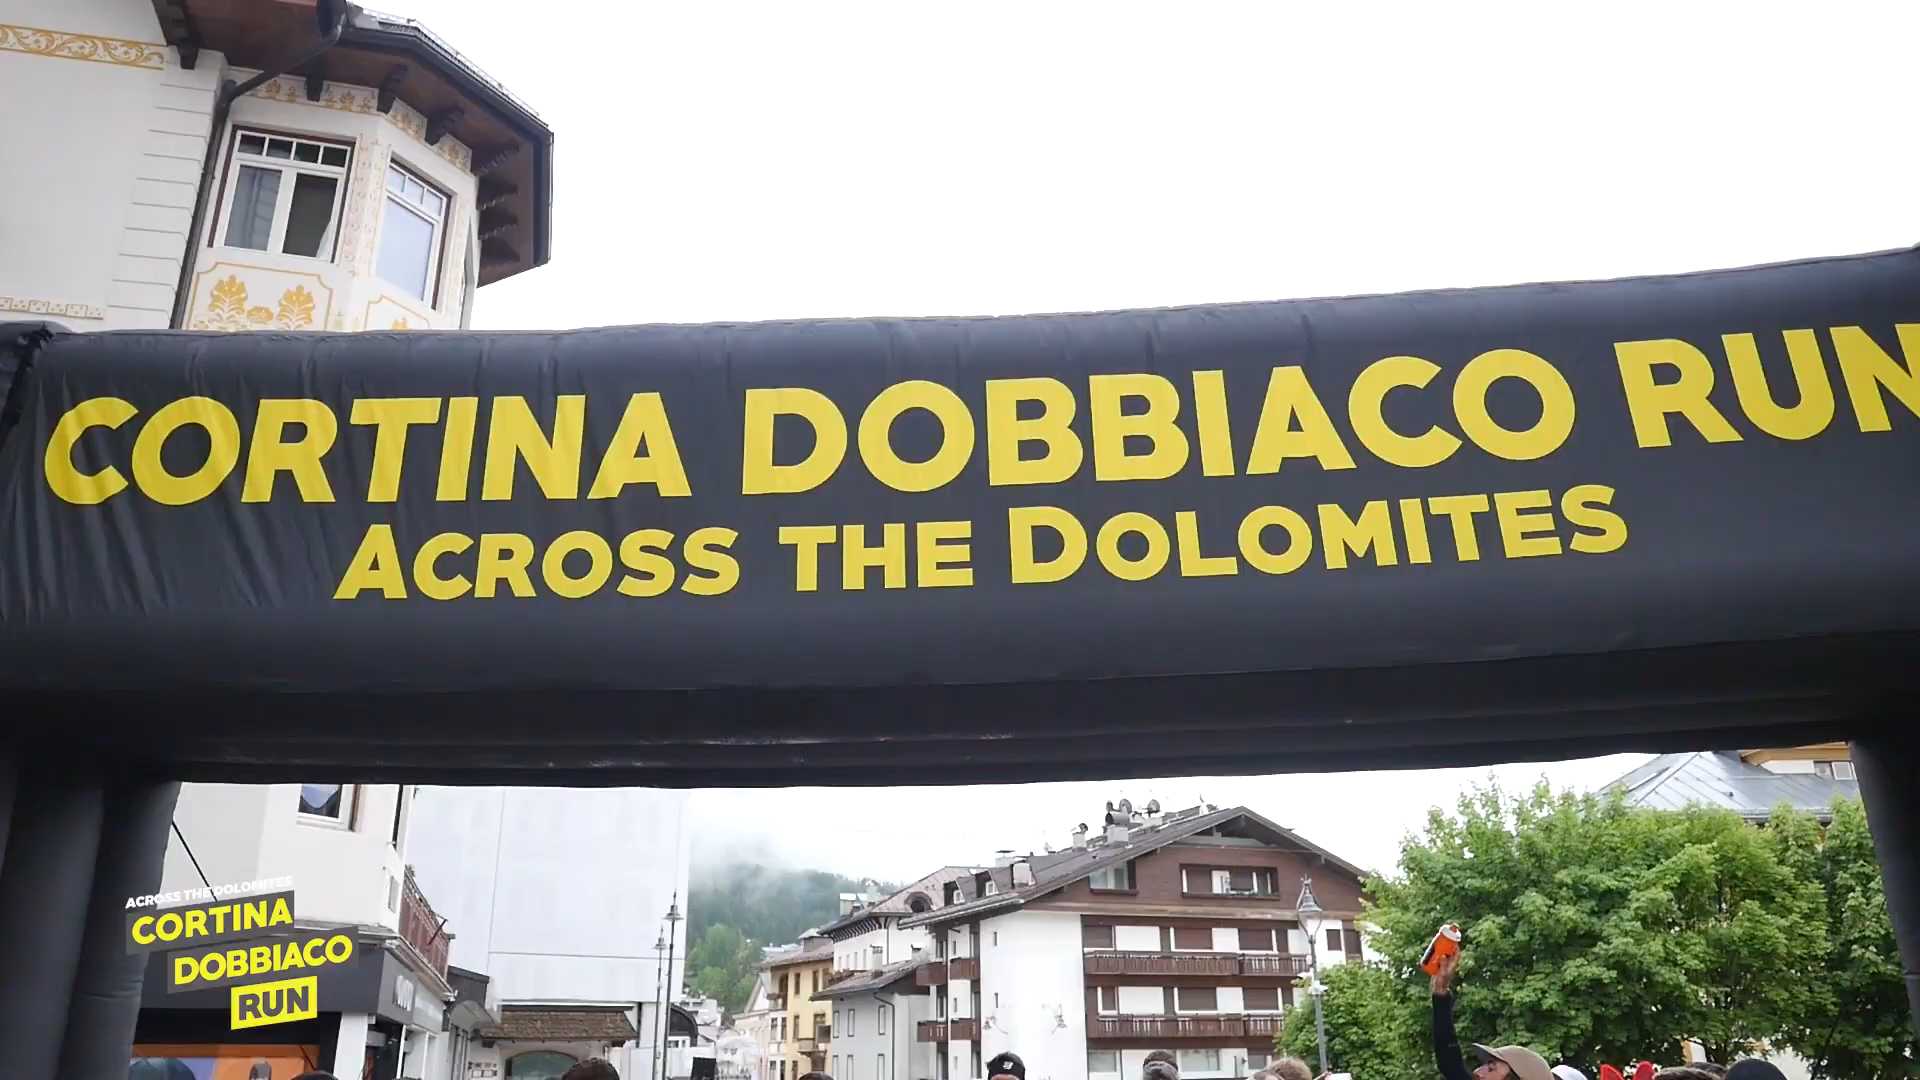 CORTINA DOBBIACO RUN
ACROSS THE DOLOMITES
ACROSS THE DOLOMITES
CORTINA
DOBBIACO
RUN